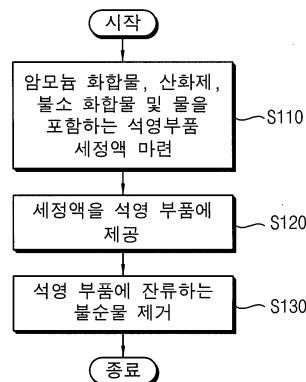 시작
암모늄 화합물, 산화제,
불소 화합물 및 물을
포함하는 석영부품
세정액 마련
S110
세정액을 석영 부품에
제공
S120
석영 부품에 잔류하는
불순물 제거
S130
종료